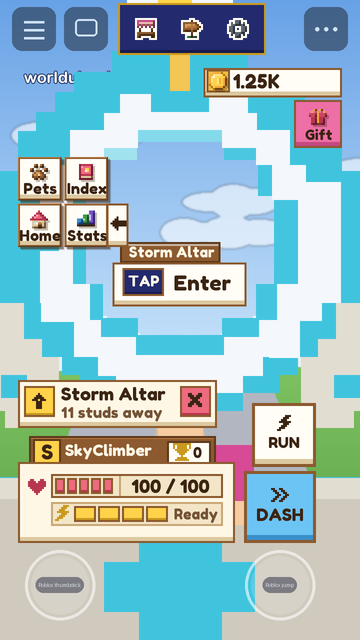 1.25K
Gift
Pets
Index
Home
Stats
Storm Altar
TAP
Enter
Storm Altar
11 studs away
RUN
S
SkyClimber
0
100 / 100
Ready
DASH
Roblox thumbstick
Roblox jump